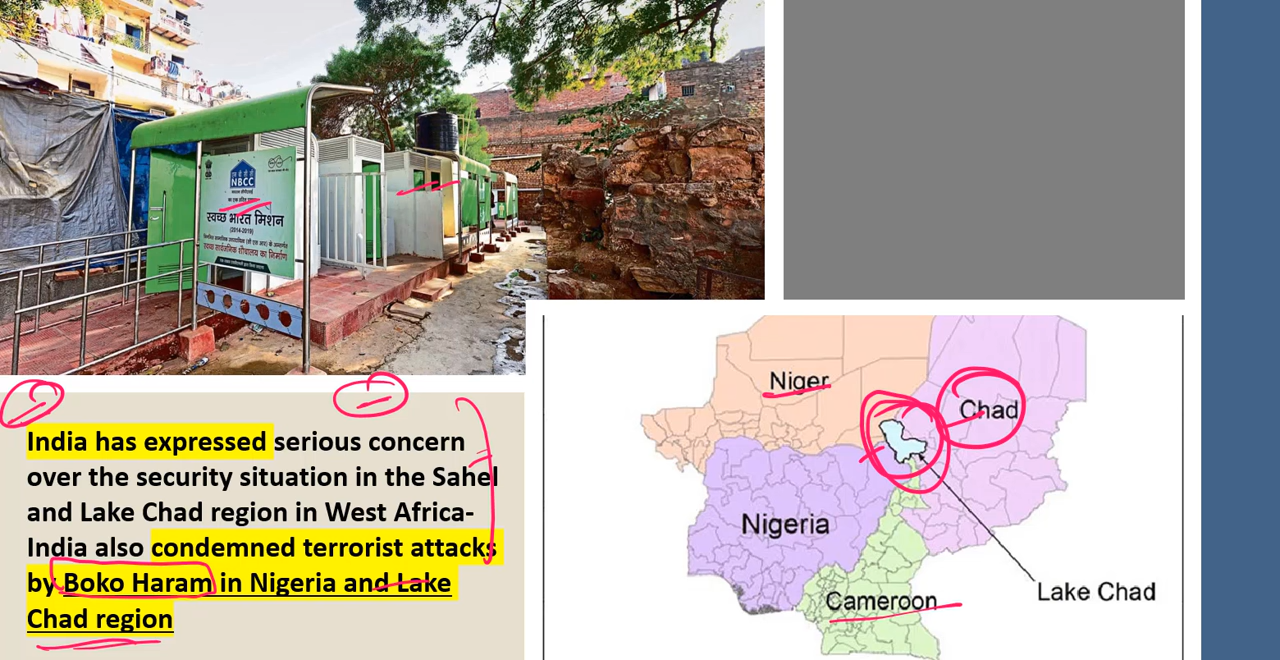 एन बी सी सी
NBCC
स्वच्छ भारत मिशन
(2014-2019)
India has expressed serious concern
over the security situation in the Sahel
and Lake Chad region in West Africa-
India also condemned terrorist attacks
by Boko Haram in Nigeria and Lake
Chad region
Niger
Chad
Nigeria
Cameroon
Lake Chad